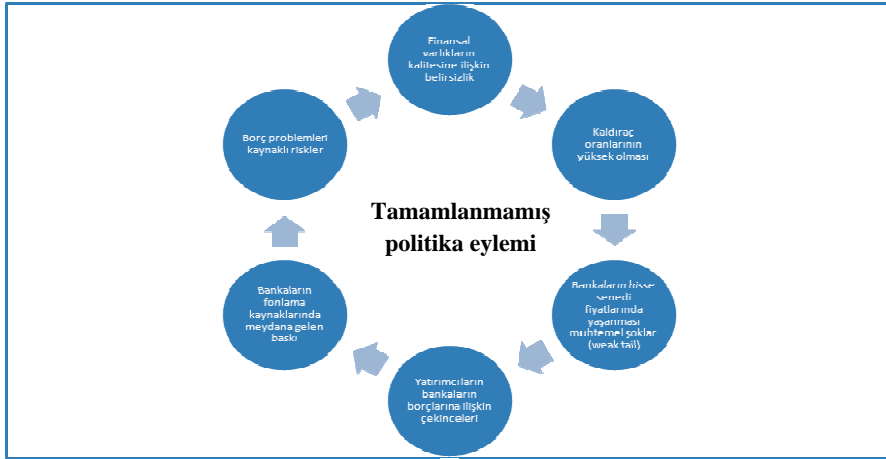 Finansal
varlıkların
kalitesine ilişkin
belirsizlik
Kaldıraç
oranlarının
yüksek olması
Bankaların hisse
senedi
fiyatlarında
yaşanması
muhtemel şoklar
(weak tail)
Yatırımcıların
bankaların
borçlarına ilişkin
çekinceleri
Bankaların
fonlama
kaynaklarında
meydana gelen
baskı
Borç problemleri
kaynaklı riskler
Tamamlanmamış
politika eylemi